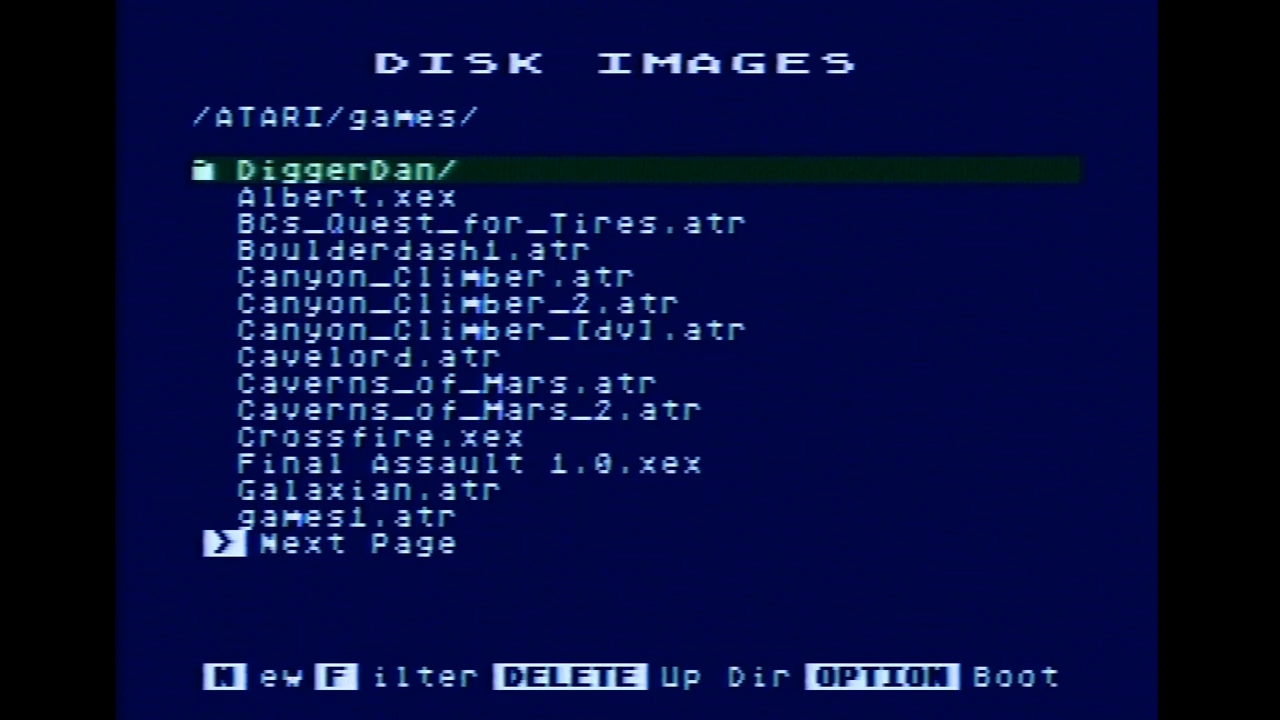 DISK IMAGES
/ATARI/games/
DiggerDan/
Albert.xex
BCs_Quest_for_Tires.atr
Boulderdash1.atr
Canyon_Climber.atr
Canyon_Climber_2.atr
Canyon_Climber_[dv].atr
Cavelord.atr
Caverns_of_Mars.atr
Caverns_of_Mars_2.atr
Crossfire.xex
Final Assault 1.0.xex
Galaxian.atr
games1.atr
> Next Page
New Filter DELETE Up Dir OPTION Boot